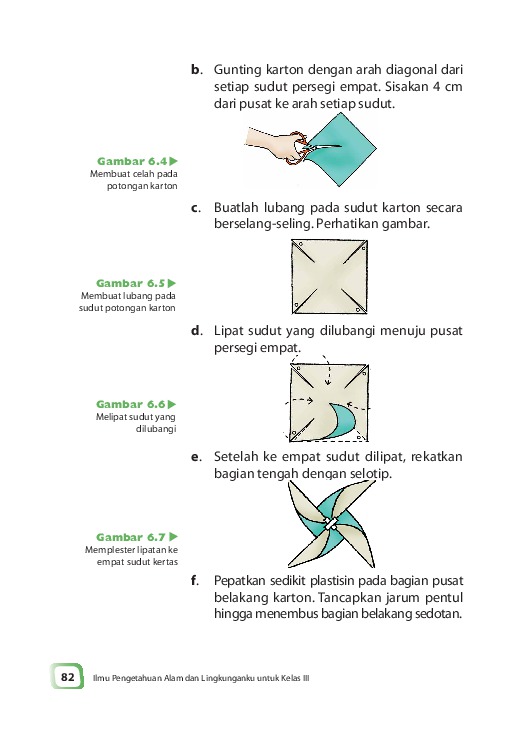 b. Gunting karton dengan arah diagonal dari
setiap sudut persegi empat. Sisakan 4 cm
dari pusat ke arah setiap sudut.
Gambar 6.4
Membuat celah pada
potongan karton
c. Buatlah lubang pada sudut karton secara
berselang-seling. Perhatikan gambar.
Gambar 6.5
Membuat lubang pada
sudut potongan karton
d. Lipat sudut yang dilubangi menuju pusat
persegi empat.
Gambar 6.6
Melipat sudut yang
dilubangi
e. Setelah ke empat sudut dilipat, rekatkan
bagian tengah dengan selotip.
Gambar 6.7
Memplester lipatan ke
empat sudut kertas
f. Pepatkan sedikit plastisin pada bagian pusat
belakang karton. Tancapkan jarum pentul
hingga menembus bagian belakang sedotan.
82 Ilmu Pengetahuan Alam dan Lingkunganku untuk Kelas III